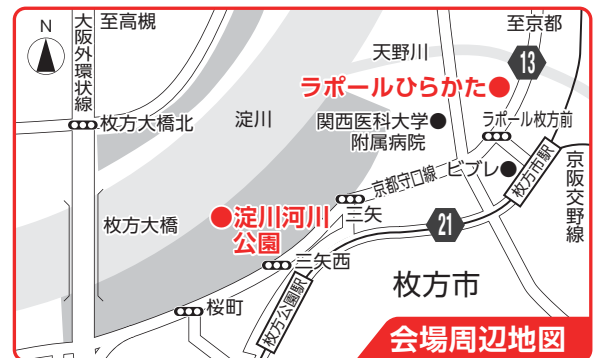 N
大阪外環状線
至高槻
至京都
天野川
13
ラポールひらかた
枚方大橋北
淀川
関西医科大学
附属病院
ラポール枚方前
京都守口線
ビブレ
枚方市駅
京阪交野線
三矢
枚方大橋
淀川河川
公園
21
三矢西
枚方市
桜町
枚方公園駅
会場周辺地図